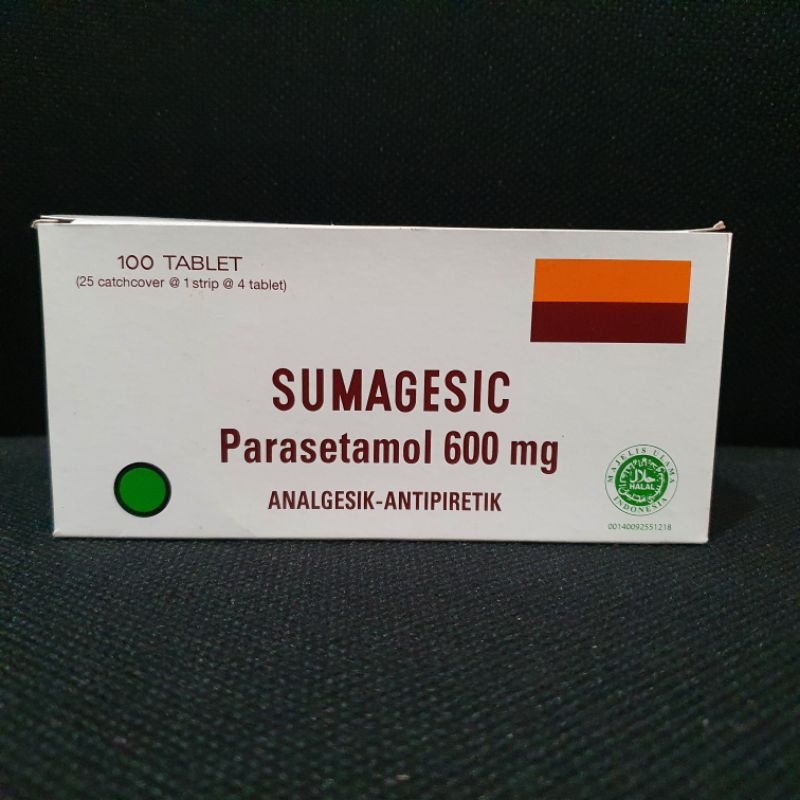 100 TABLET
(25 catchcover @ 1 strip @ 4 tablet)
SUMAGESIC
Parasetamol 600 mg
ANALGESIK-ANTIPIRETIK
MAJELIS ULAMA
حلال
HALAL
INDONESIA
00140092551218